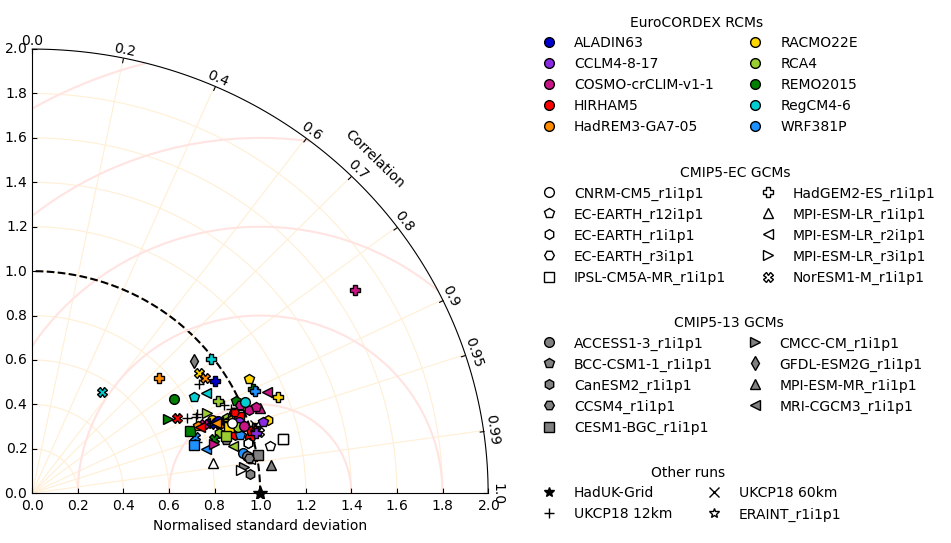 EuroCORDEX RCMs
ALADIN63 RACMO22E
CCLM4-8-17 RCA4
COSMO-crCLIM-v1-1 REMO2015
HIRHAM5 RegCM4-6
HadREM3-GA7-05 WRF381P
CMIP5-EC GCMs
CNRM-CM5_r1i1p1 HadGEM2-ES_r1i1p1
EC-EARTH_r12i1p1 MPI-ESM-LR_r1i1p1
EC-EARTH_r1i1p1 MPI-ESM-LR_r2i1p1
EC-EARTH_r3i1p1 MPI-ESM-LR_r3i1p1
IPSL-CM5A-MR_r1i1p1 NorESM1-M_r1i1p1
CMIP5-13 GCMs
ACCESS1-3_r1i1p1 CMCC-CM_r1i1p1
BCC-CSM1-1_r1i1p1 GFDL-ESM2G_r1i1p1
CanESM2_r1i1p1 MPI-ESM-MR_r1i1p1
CCSM4_r1i1p1 MRI-CGCM3_r1i1p1
CESM1-BGC_r1i1p1
Other runs
HadUK-Grid UKCP18 60km
UKCP18 12km ERAINT_r1i1p1
0.0 0.2 0.4 0.6 0.7 0.8 0.9 0.95 0.99 1.0
Correlation
2.0
1.8
1.6
1.4
1.2
1.0
0.8
0.6
0.4
0.2
0.0
0.0 0.2 0.4 0.6 0.8 1.0 1.2 1.4 1.6 1.8 2.0
Normalised standard deviation